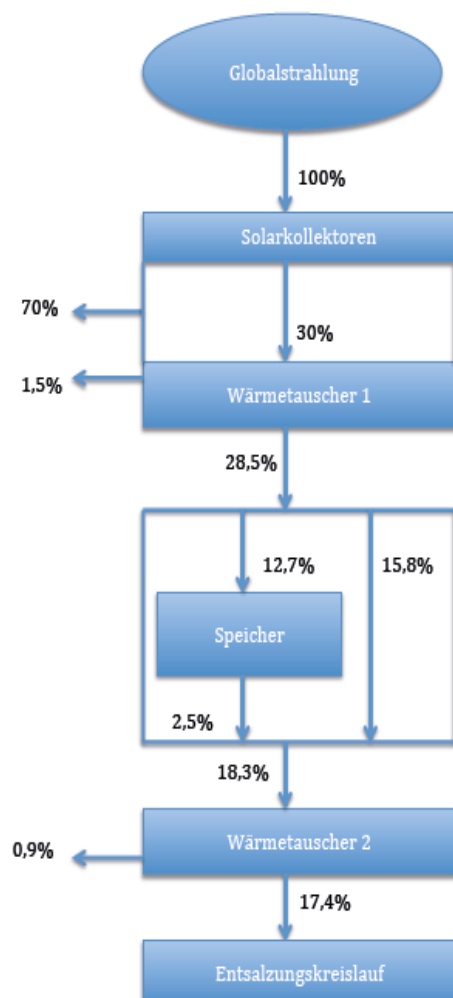 Globalstrahlung
100%
Solarkollektoren
70%
30%
1,5%
Wärmetauscher 1
28,5%
12,7%
15,8%
Speicher
2,5%
18,3%
Wärmetauscher 2
0,9%
17,4%
Entsalzungskreislauf